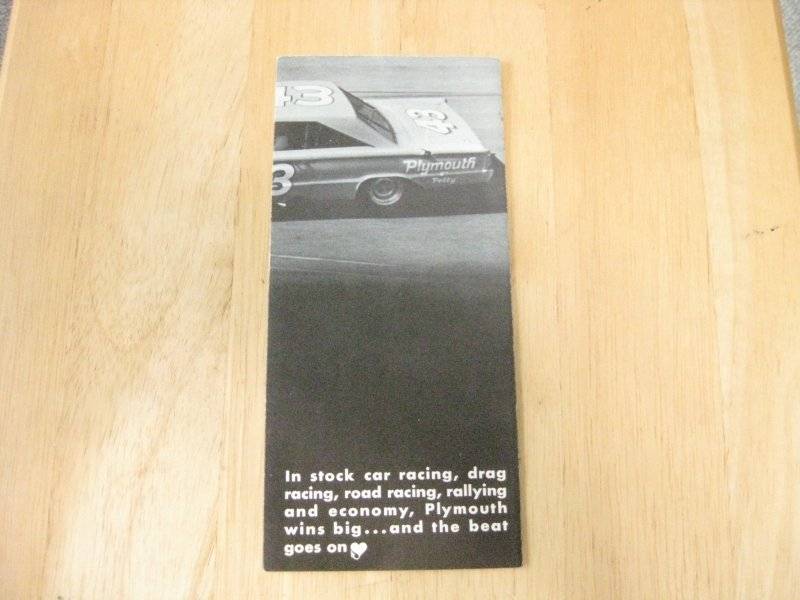 43
43
3
Plymouth
Petty
In stock car racing, drag
racing, road racing, rallying
and economy, Plymouth
wins big...and the beat
goes on